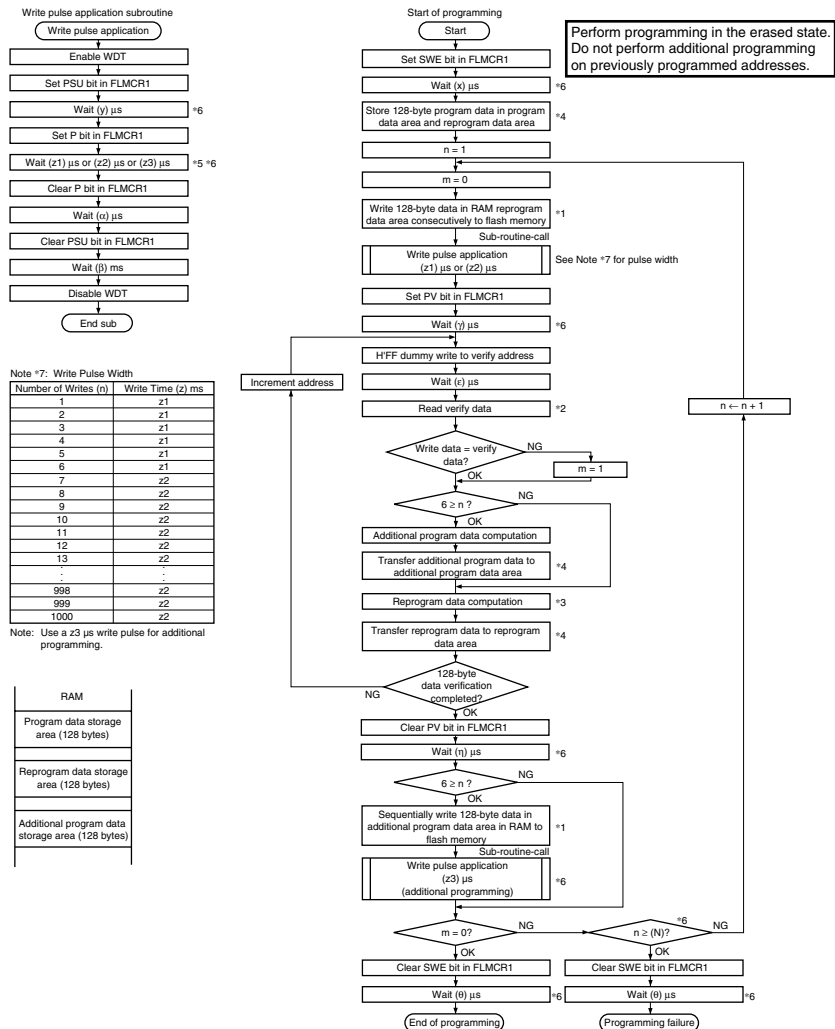 Write pulse application subroutine
Write pulse application
Enable WDT
Set PSU bit in FLMCR1
Wait (y) μs
*6
Set P bit in FLMCR1
Wait (z1) μs or (z2) μs or (z3) μs
*5 *6
Clear P bit in FLMCR1
Wait (α) μs
Clear PSU bit in FLMCR1
Wait (β) ms
Disable WDT
End sub
Note *7: Write Pulse Width
Number of Writes (n) Write Time (z) ms
1 z1
2 z1
3 z1
4 z1
5 z1
6 z1
7 z2
8 z2
9 z2
10 z2
11 z2
12 z2
13 z2
: :
998 z2
999 z2
1000 z2
Note: Use a z3 μs write pulse for additional
programming.
RAM
Program data storage
area (128 bytes)
Reprogram data storage
area (128 bytes)
Additional program data
storage area (128 bytes)
Start of programming
Start
Set SWE bit in FLMCR1
Wait (x) μs
*6
Store 128-byte program data in program
data area and reprogram data area
*4
n = 1
m = 0
Write 128-byte data in RAM reprogram
data area consecutively to flash memory
*1
Sub-routine-call
Write pulse application
(z1) μs or (z2) μs
See Note *7 for pulse width
Set PV bit in FLMCR1
Wait (γ) μs
*6
H'FF dummy write to verify address
Increment address
Wait (ε) μs
Read verify data
*2
n ← n + 1
Write data = verify
data?
NG
m = 1
OK
6 ≥ n ?
NG
OK
Additional program data computation
Transfer additional program data to
additional program data area
*4
Reprogram data computation
*3
Transfer reprogram data to reprogram
data area
*4
128-byte
data verification
completed?
NG
OK
Clear PV bit in FLMCR1
Wait (η) μs
*6
6 ≥ n ?
NG
OK
Sequentially write 128-byte data in
additional program data area in RAM to
flash memory
*1
Sub-routine-call
Write pulse application
(z3) μs
(additional programming)
*6
m = 0?
NG
n ≥ (N)?
*6
NG
OK
OK
Clear SWE bit in FLMCR1
Clear SWE bit in FLMCR1
Wait (θ) μs
*6
Wait (θ) μs
*6
End of programming
Programming failure
Perform programming in the erased state.
Do not perform additional programming
on previously programmed addresses.